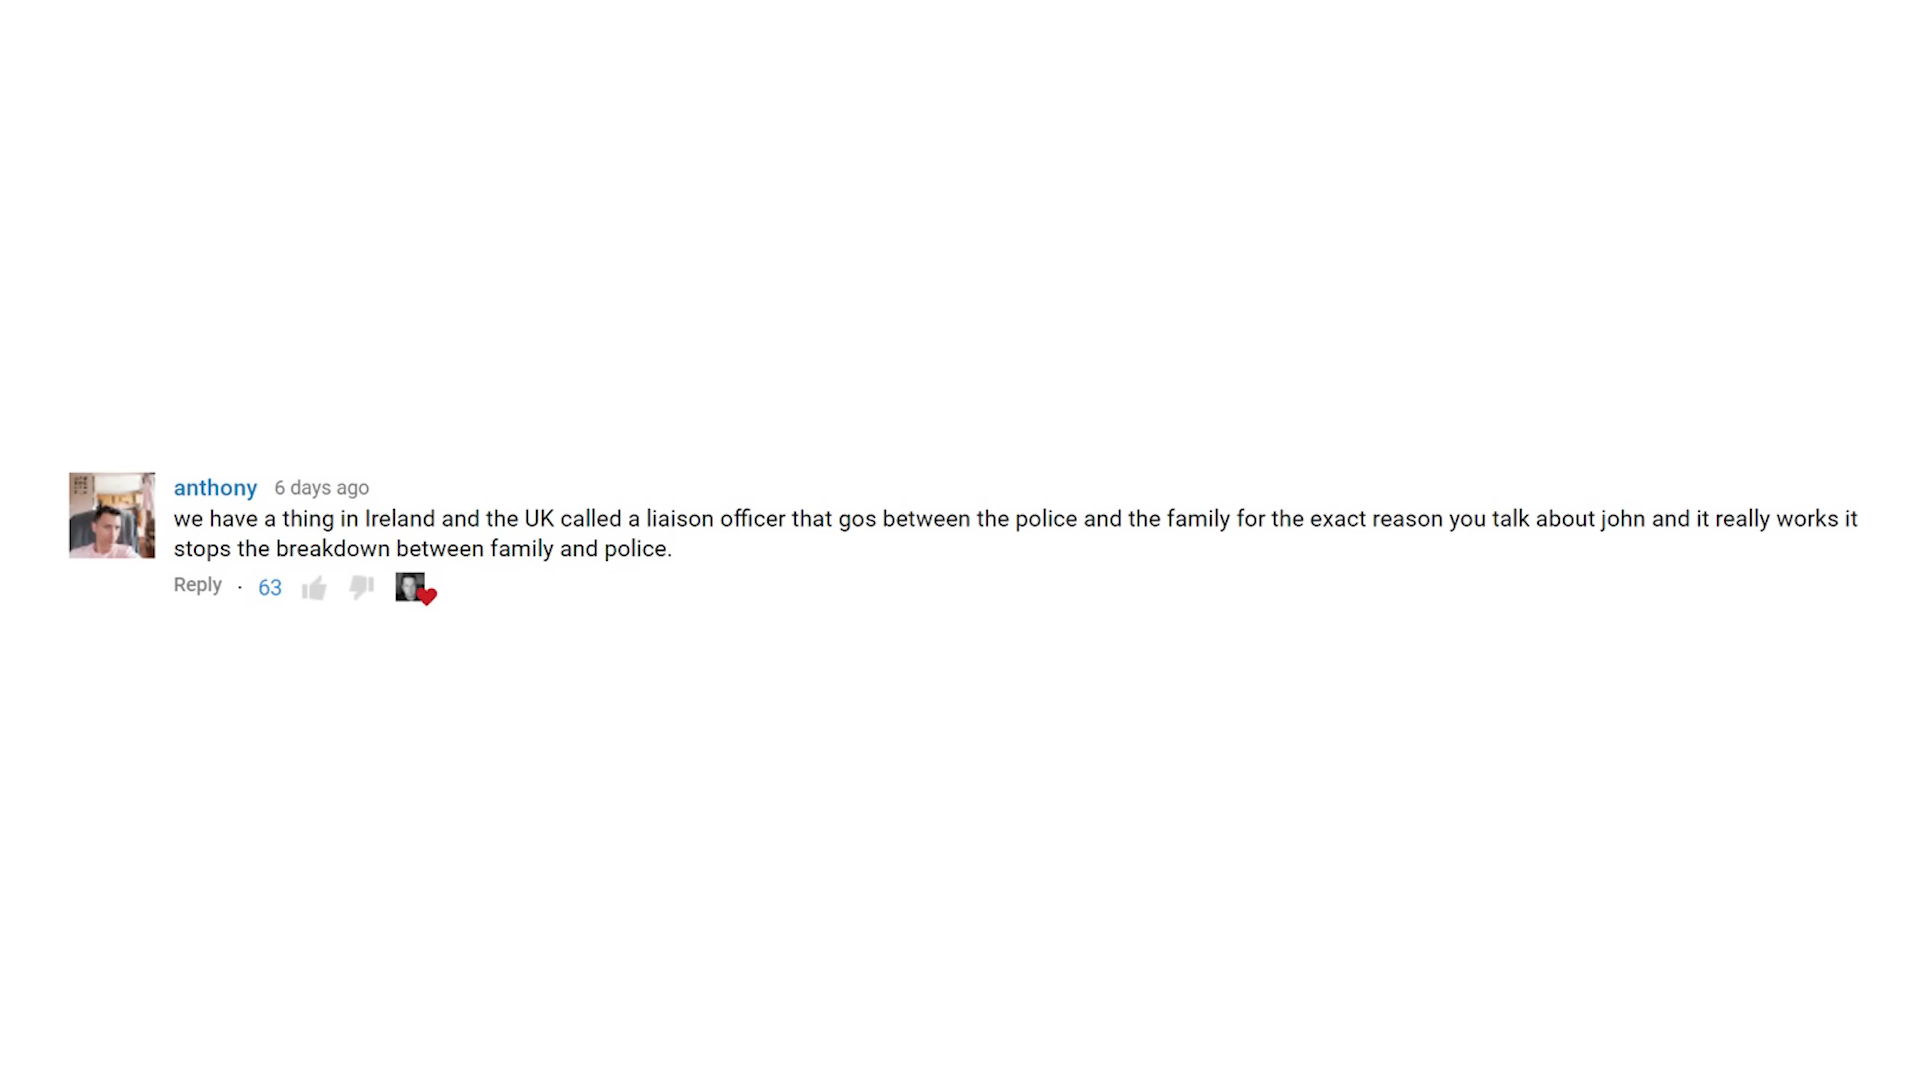 anthony 6 days ago
we have a thing in Ireland and the UK called a liaison officer that gos between the police and the family for the exact reason you talk about john and it really works it
stops the breakdown between family and police.
Reply · 63